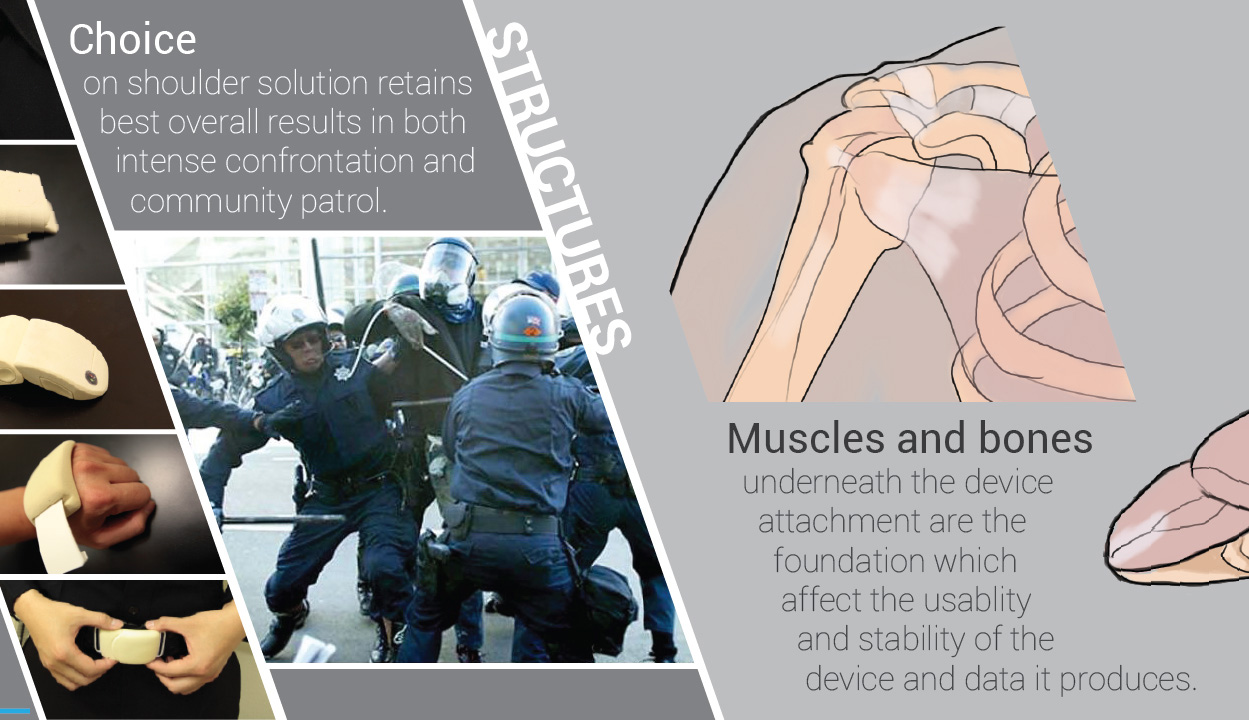 Choice
on shoulder solution retains
best overall results in both
intense confrontation and
community patrol.
STRUCTURES
Muscles and bones
underneath the device
attachment are the
foundation which
affect the usablity
and stability of the
device and data it produces.